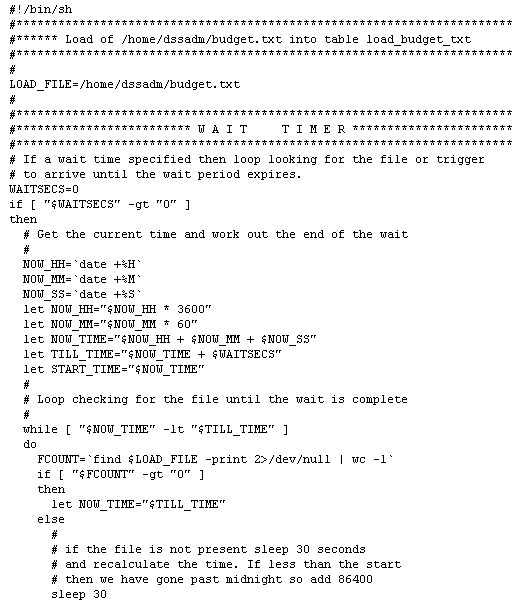 #!/bin/sh
#***********************************************************************
#****** Load of /home/dssadm/budget.txt into table load_budget_txt
#***********************************************************************
#
LOAD_FILE=/home/dssadm/budget.txt
#
#***********************************************************************
#************************* W A I T    T I M E R ***********************
#***********************************************************************
# If a wait time specified then loop looking for the file or trigger
# to arrive until the wait period expires.
WAITSECS=0
if [ "$WAITSECS" -gt "0" ]
then
  # Get the current time and work out the end of the wait
  #
  NOW_HH=`date +%H`
  NOW_MM=`date +%M`
  NOW_SS=`date +%S`
  let NOW_HH="$NOW_HH * 3600"
  let NOW_MM="$NOW_MM * 60"
  let NOW_TIME="$NOW_HH + $NOW_MM + $NOW_SS"
  let TILL_TIME="$NOW_TIME + $WAITSECS"
  let START_TIME="$NOW_TIME"
  #
  # Loop checking for the file until the wait is complete
  #
  while [ "$NOW_TIME" -lt "$TILL_TIME" ]
  do
    FCOUNT=`find $LOAD_FILE -print 2>/dev/null | wc -l`
    if [ "$FCOUNT" -gt "0" ]
    then
      let NOW_TIME="$TILL_TIME"
    else
      #
      # if the file is not present sleep 30 seconds
      # and recalculate the time. If less than the start
      # then we have gone past midnight so add 86400
      sleep 30